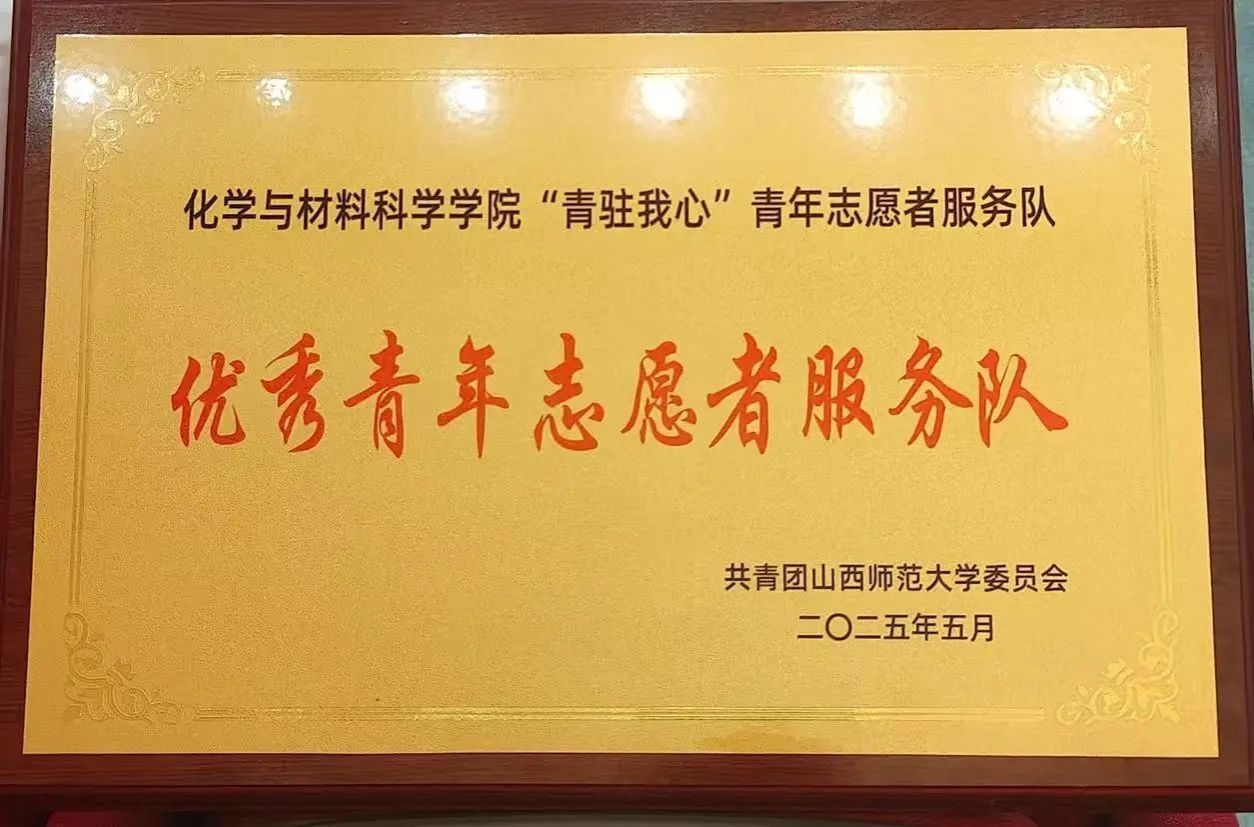 化学与材料科学学院“青驻我心”青年志愿者服务队
优秀青年志愿者服务队
共青团山西师范大学委员会
二〇二五年五月